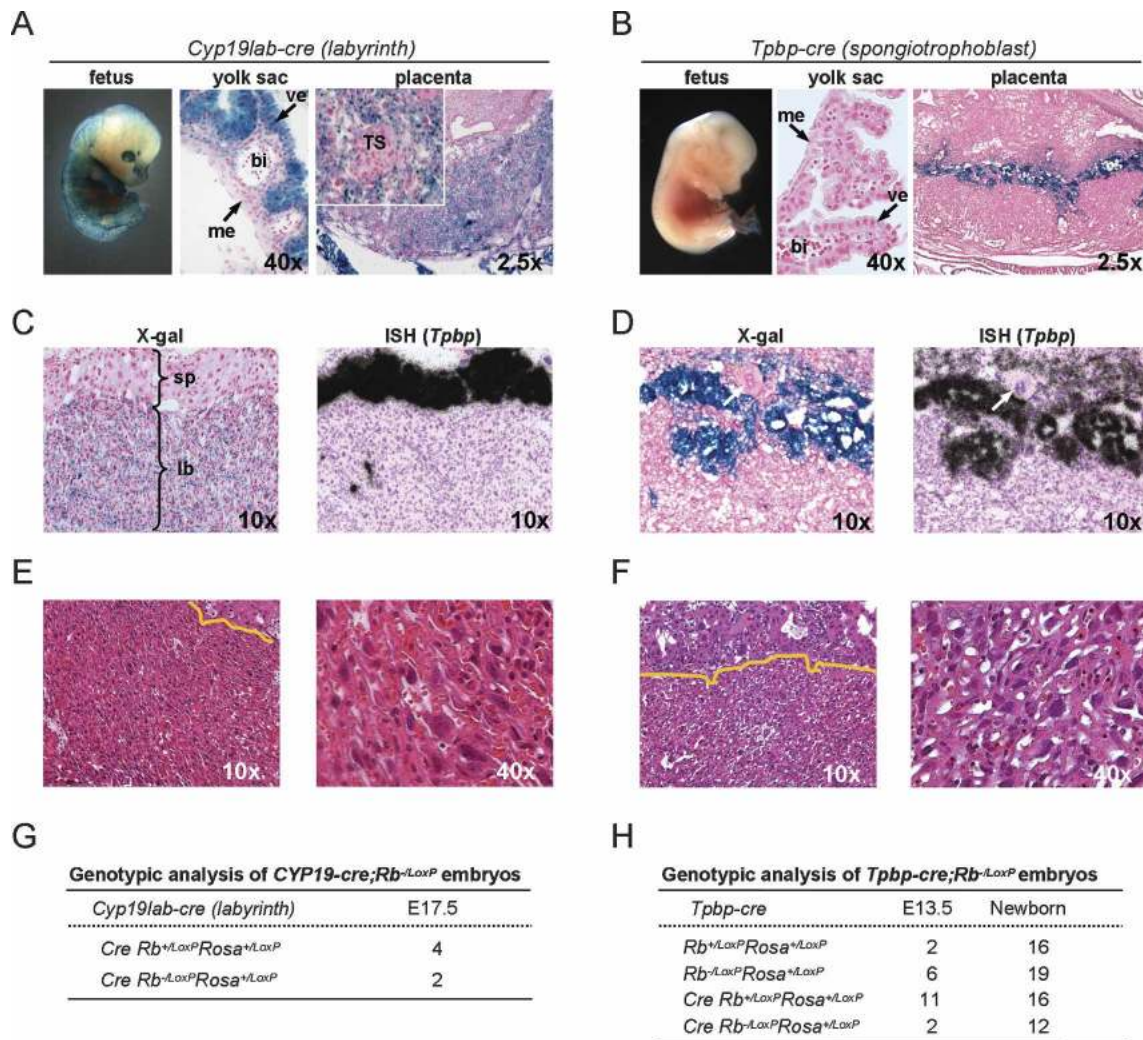 A
Cyp19lab-cre (labyrinth)
fetus yolk sac placenta
ve
TS
bi
me
40x 2.5x
B
Tpbp-cre (spongiotrophoblast)
fetus yolk sac placenta
me
ve
bi
40x 2.5x
C
X-gal ISH (Tpbp)
sp
lb
10x 10x
D
X-gal ISH (Tpbp)
10x 10x
E
10x 40x
F
10x 40x
G
Genotypic analysis of CYP19-cre;Rb-/LoxP embryos
Cyp19lab-cre (labyrinth) E17.5
Cre Rb+/LoxPRosa+/LoxP 4
Cre Rb-/LoxPRosa+/LoxP 2
H
Genotypic analysis of Tpbp-cre;Rb-/LoxP embryos
Tpbp-cre E13.5 Newborn
Rb+/LoxPRosa+/LoxP 2 16
Rb-/LoxPRosa+/LoxP 6 19
Cre Rb+/LoxPRosa+/LoxP 11 16
Cre Rb-/LoxPRosa+/LoxP 2 12